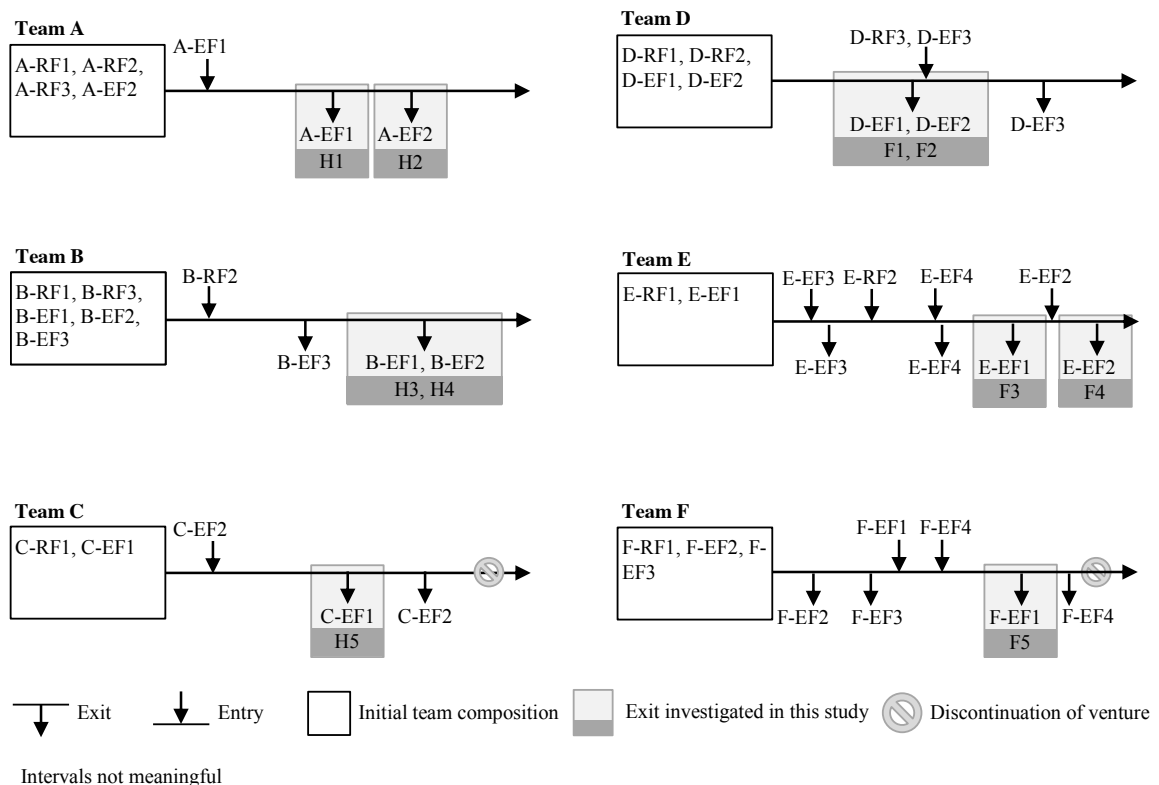 Team A
A-EF1
A-RF1, A-RF2,
A-RF3, A-EF2
A-EF1
A-EF2
H1
H2
Team D
D-RF3, D-EF3
D-RF1, D-RF2,
D-EF1, D-EF2
D-EF1, D-EF2
D-EF3
F1, F2
Team B
B-RF2
B-RF1, B-RF3,
B-EF1, B-EF2,
B-EF3
B-EF3
B-EF1, B-EF2
H3, H4
Team E
E-EF3
E-RF2
E-EF4
E-EF2
E-RF1, E-EF1
E-EF3
E-EF4
E-EF1
E-EF2
F3
F4
Team C
C-EF2
C-RF1, C-EF1
C-EF1
C-EF2
H5
Team F
F-EF1
F-EF4
F-RF1, F-EF2, F-
EF3
F-EF2
F-EF3
F-EF1
F-EF4
F5
Exit
Entry
Initial team composition
Exit investigated in this study
Discontinuation of venture
Intervals not meaningful